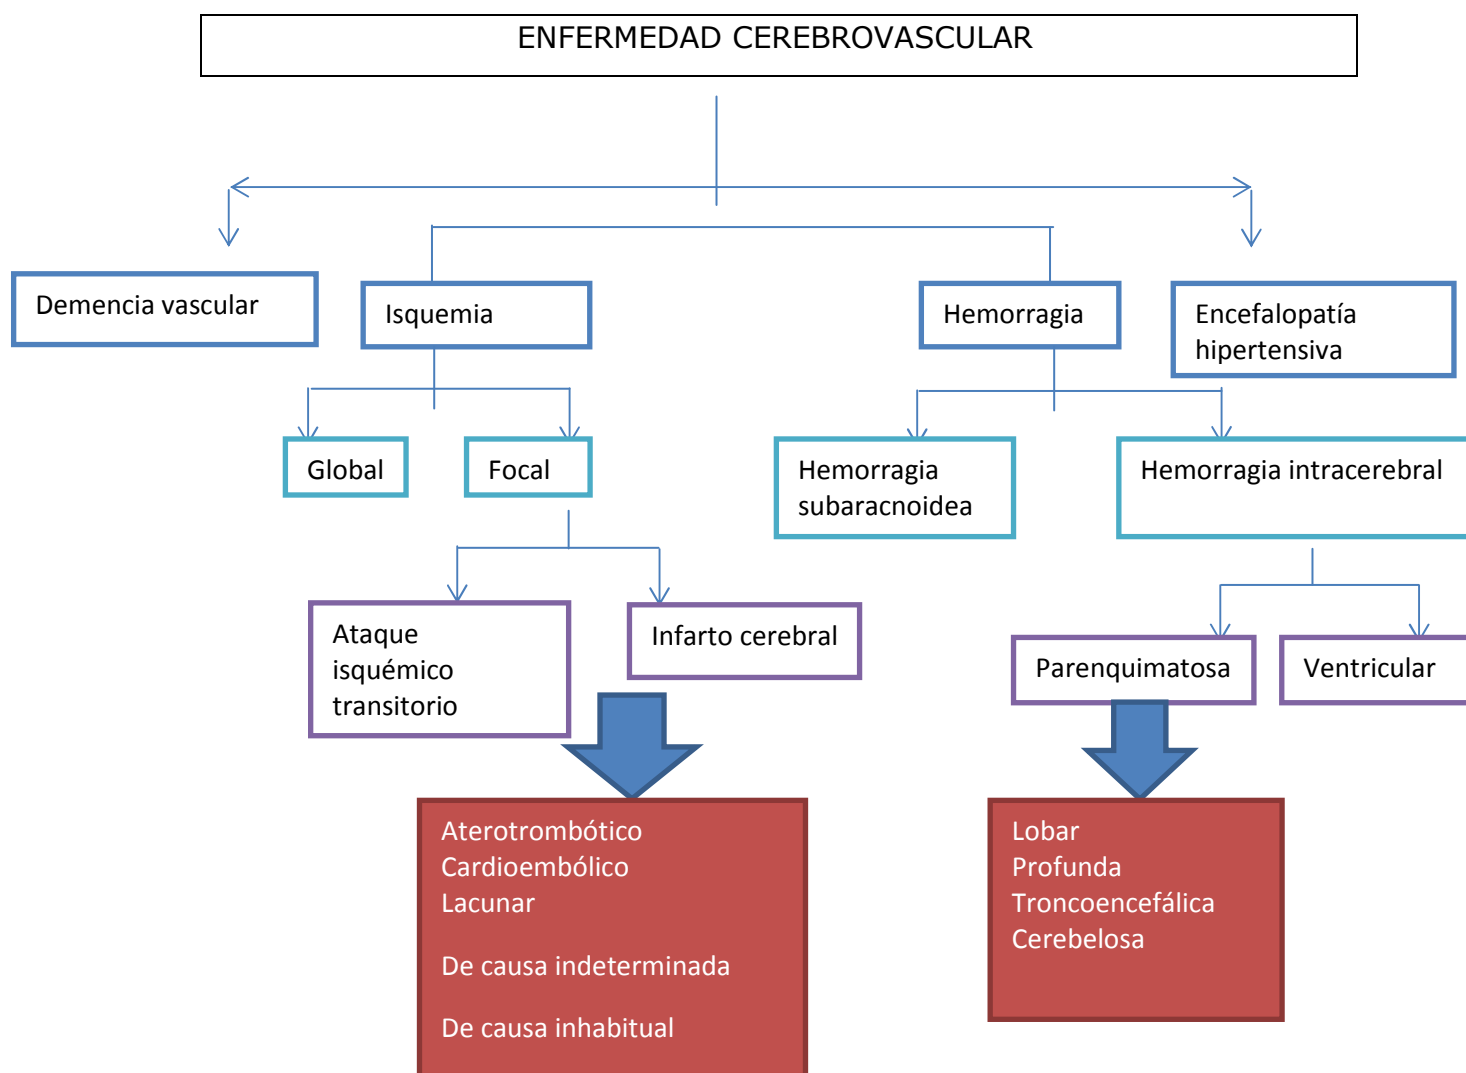 ENFERMEDAD CEREBROVASCULAR
Demencia vascular
Isquemia
Hemorragia
Encefalopatía
hipertensiva
Global
Focal
Hemorragia
subaracnoidea
Hemorragia intracerebral
Ataque
isquémico
transitorio
Infarto cerebral
Parenquimatosa
Ventricular
Aterotrombótico
Cardioembólico
Lacunar
De causa indeterminada
De causa inhabitual
Lobar
Profunda
Troncoencefálica
Cerebelosa